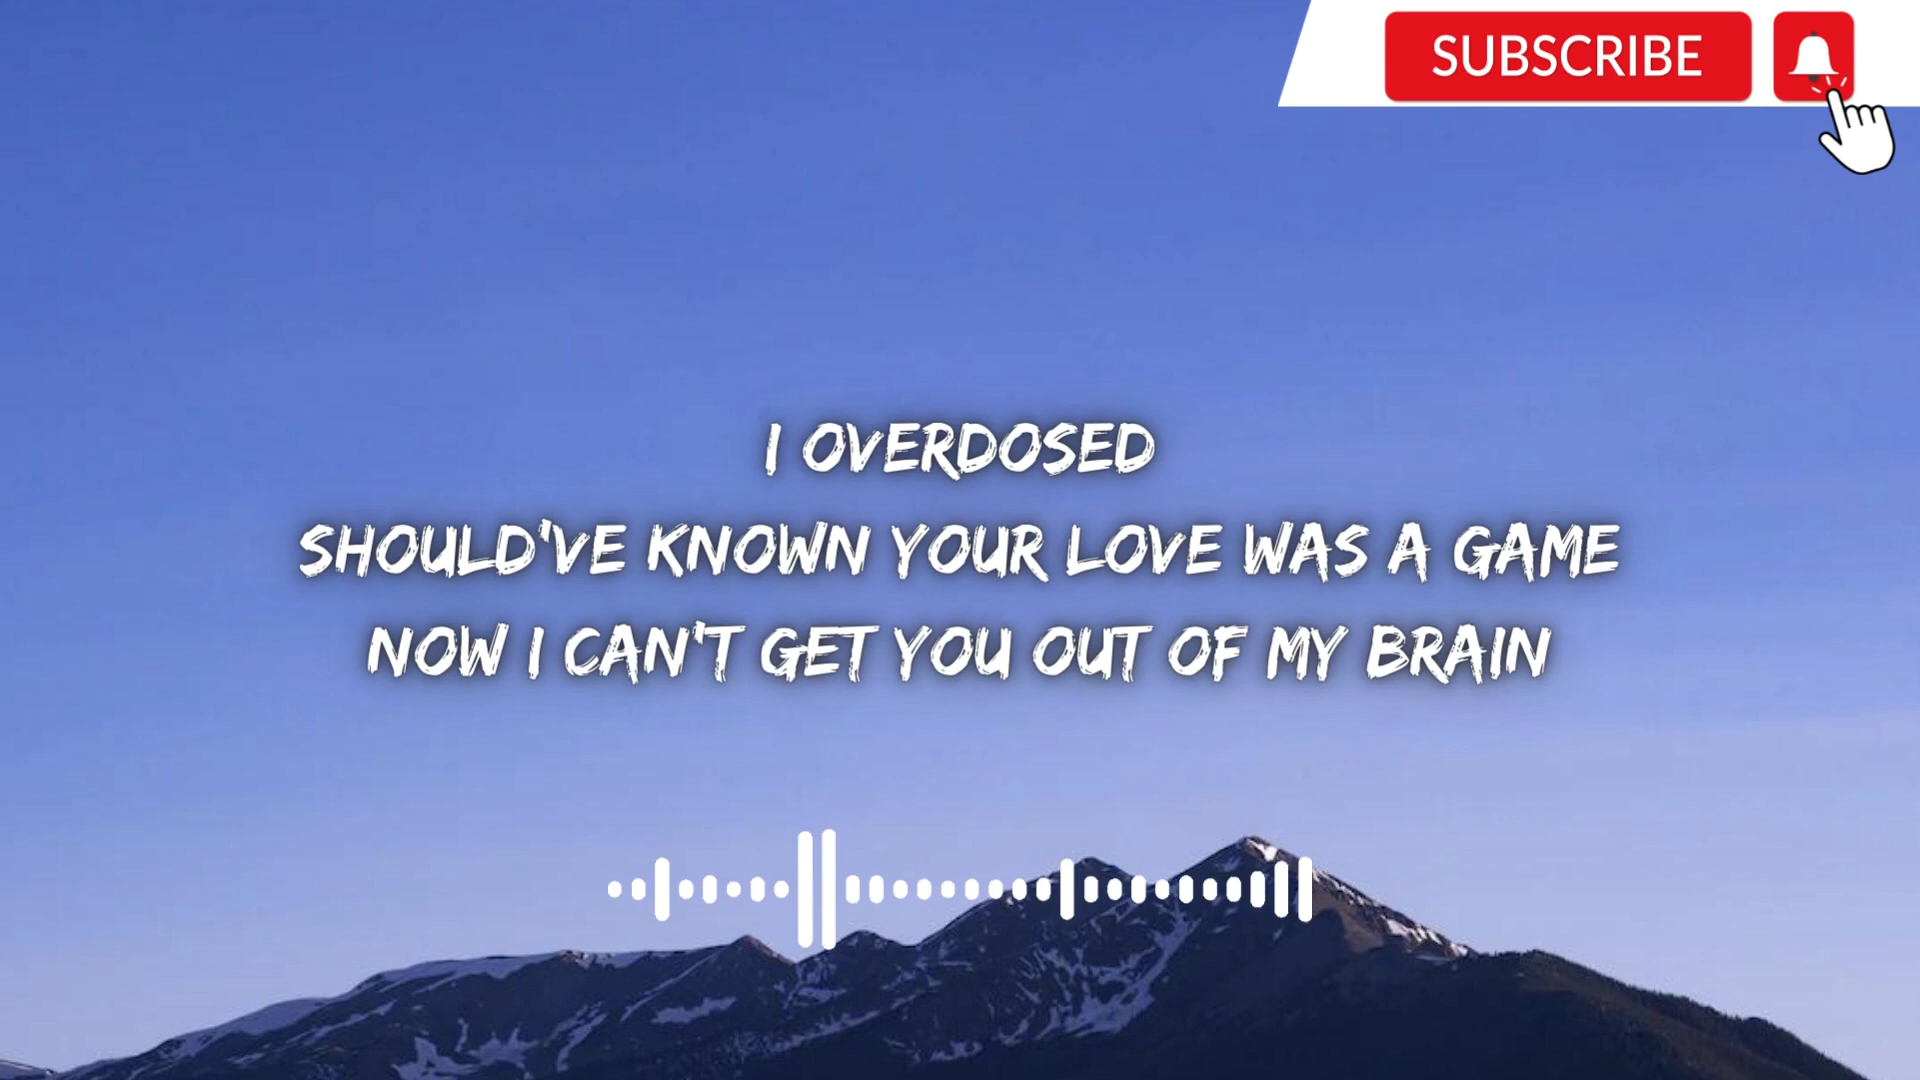 SUBSCRIBE
I OVERDOSED
SHOULD'VE KNOWN YOUR LOVE WAS A GAME
NOW I CAN'T GET YOU OUT OF MY BRAIN